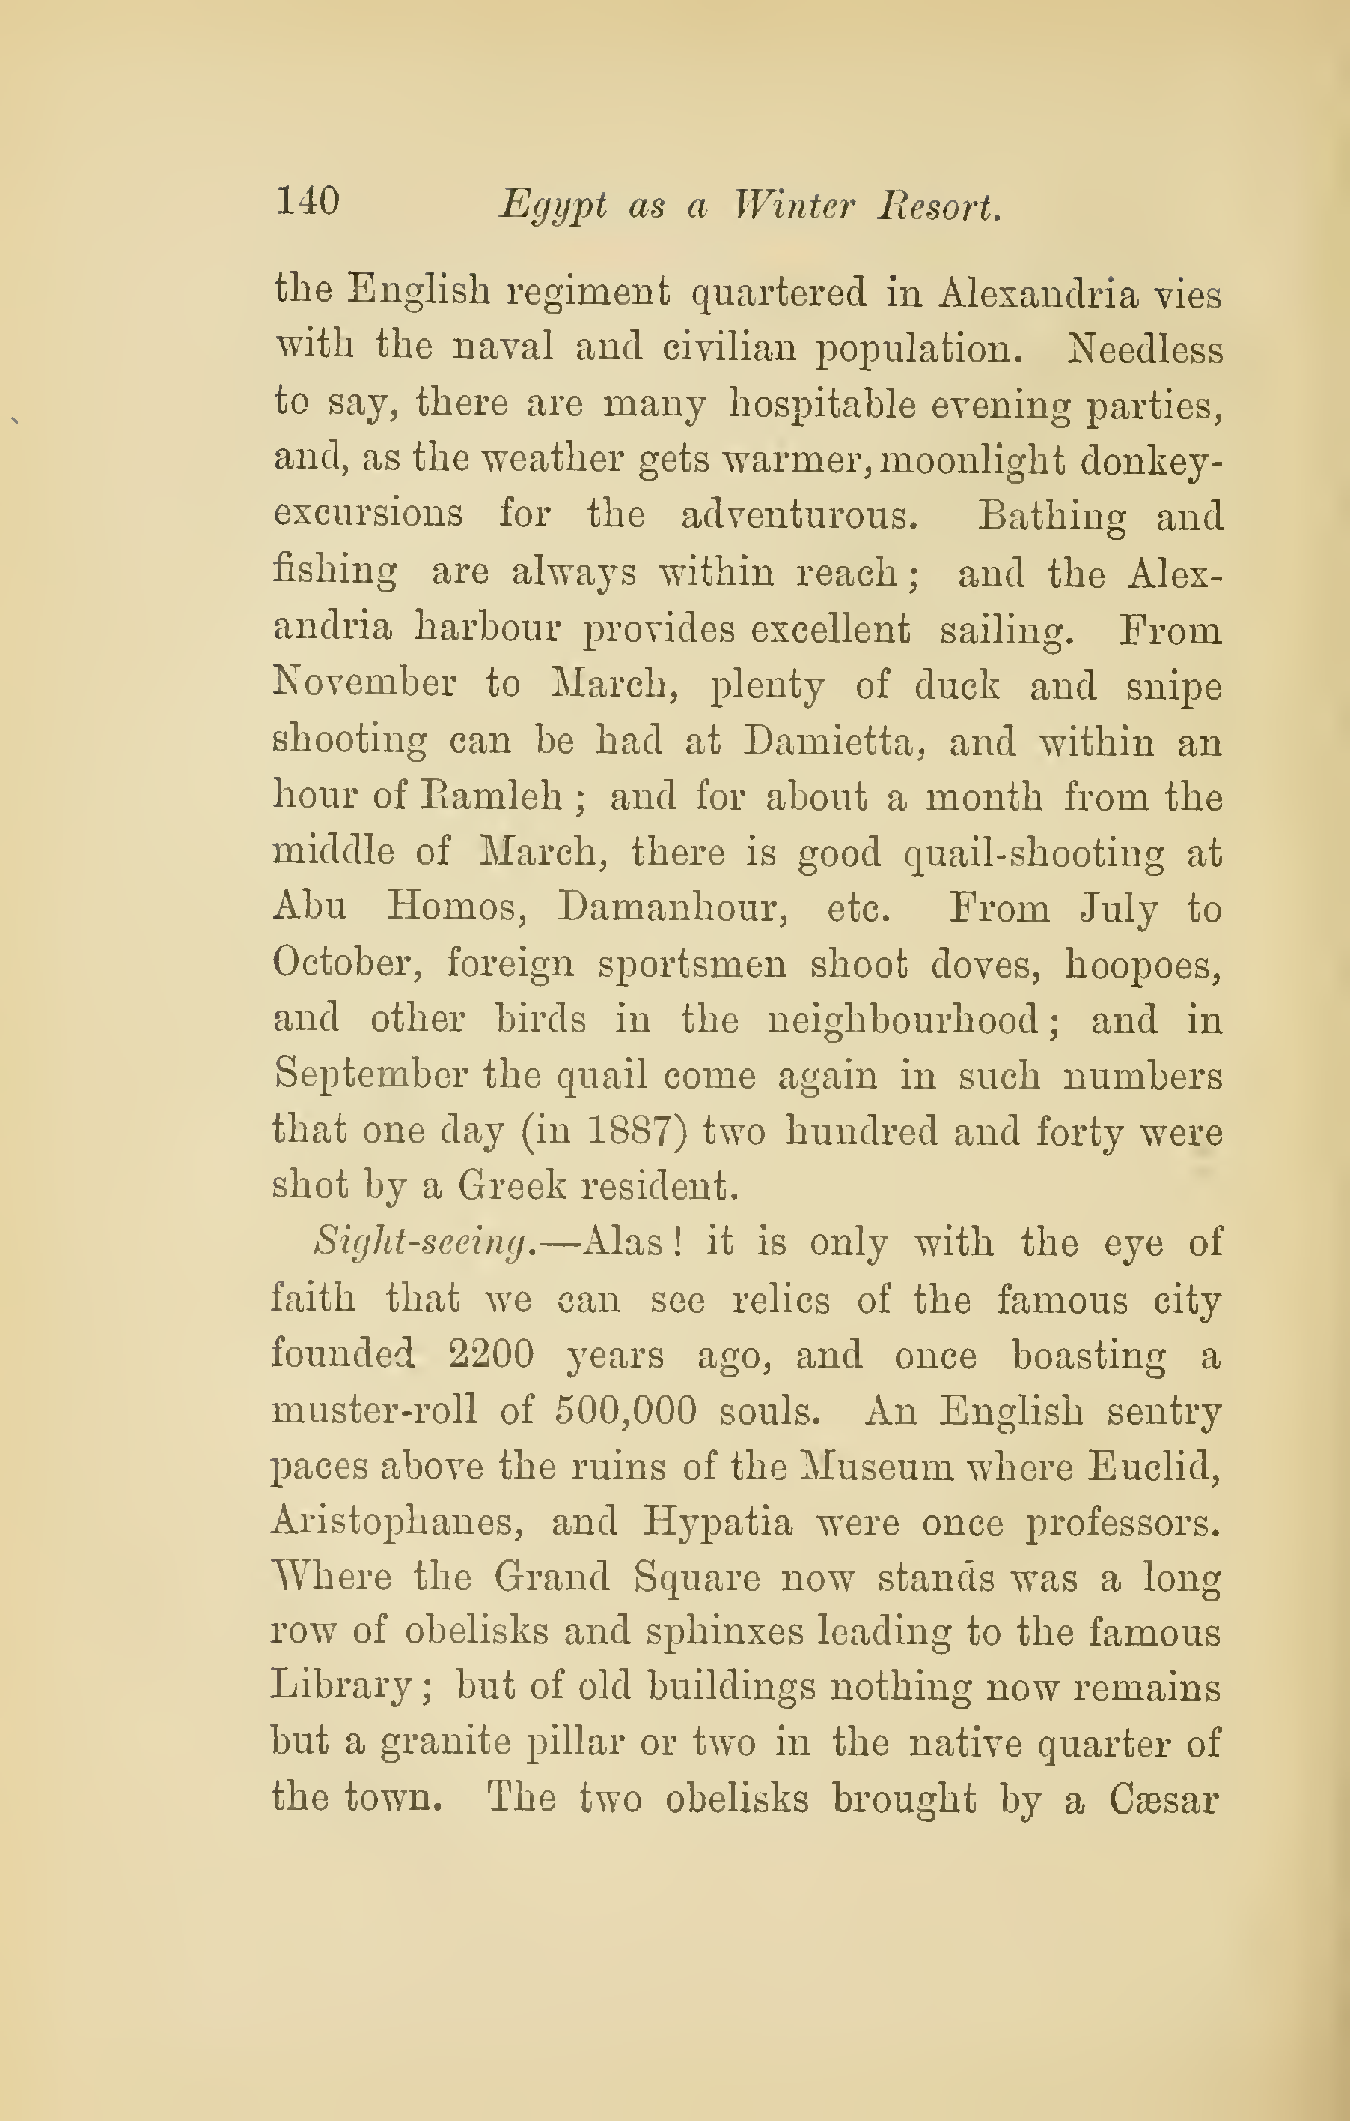 140 Egypt as a Winter Resort.
the English regiment quartered in Alexandria vies
with the naval and civilian population. Needless
to say, there are many hospitable evening parties,
and, as the weather gets warmer, moonlight donkey-
excursions for the adventurous. Bathing and
fishing are always within reach; and the Alex-
andria harbour provides excellent sailing. From
November to March, plenty of duck and snipe
shooting can be had at Damietta, and within an
hour of Ramleh; and for about a month from the
middle of March, there is good quail-shooting at
Abu Homos, Damanhour, etc. From July to
October, foreign sportsmen shoot doves, hoopoes,
and other birds in the neighbourhood; and in
September the quail come again in such numbers
that one day (in 1887) two hundred and forty were
shot by a Greek resident.
Sight-seeing.—Alas! it is only with the eye of
faith that we can see relics of the famous city
founded 2200 years ago, and once boasting a
muster-roll of 500,000 souls. An English sentry
paces above the ruins of the Museum where Euclid,
Aristophanes, and Hypatia were once professors.
Where the Grand Square now stands was a long
row of obelisks and sphinxes leading to the famous
Library; but of old buildings nothing now remains
but a granite pillar or two in the native quarter of
the town. The two obelisks brought by a Cæsar